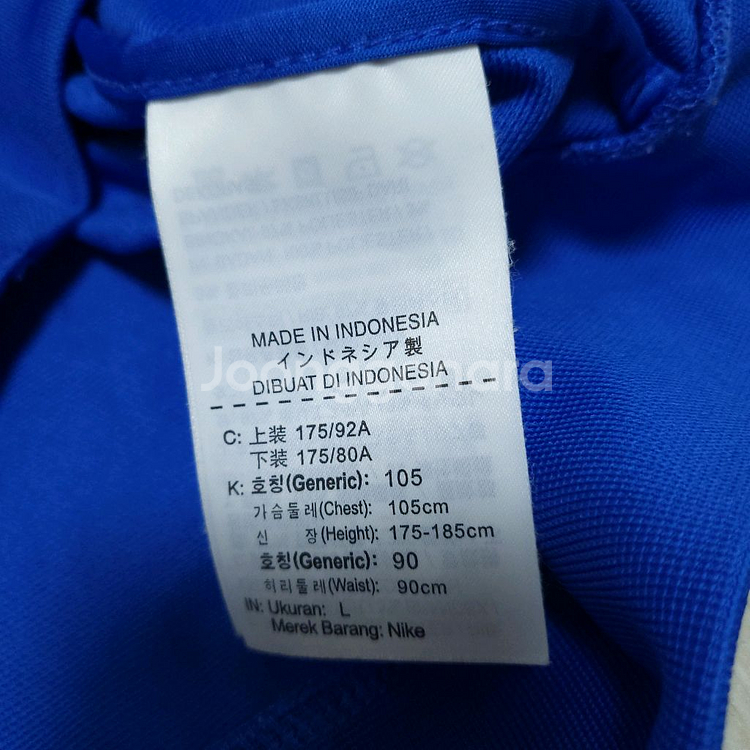 MADE IN INDONESIA
インドネシア製
DIBUAT DI INDONESIA
C: 上装 175/92A
下装 175/80A
K: 호칭(Generic): 105
가슴둘레(Chest): 105cm
신 장(Height): 175-185cm
호칭(Generic): 90
허리둘레(Waist): 90cm
IN: Ukuran: L
Merek Barang: Nike